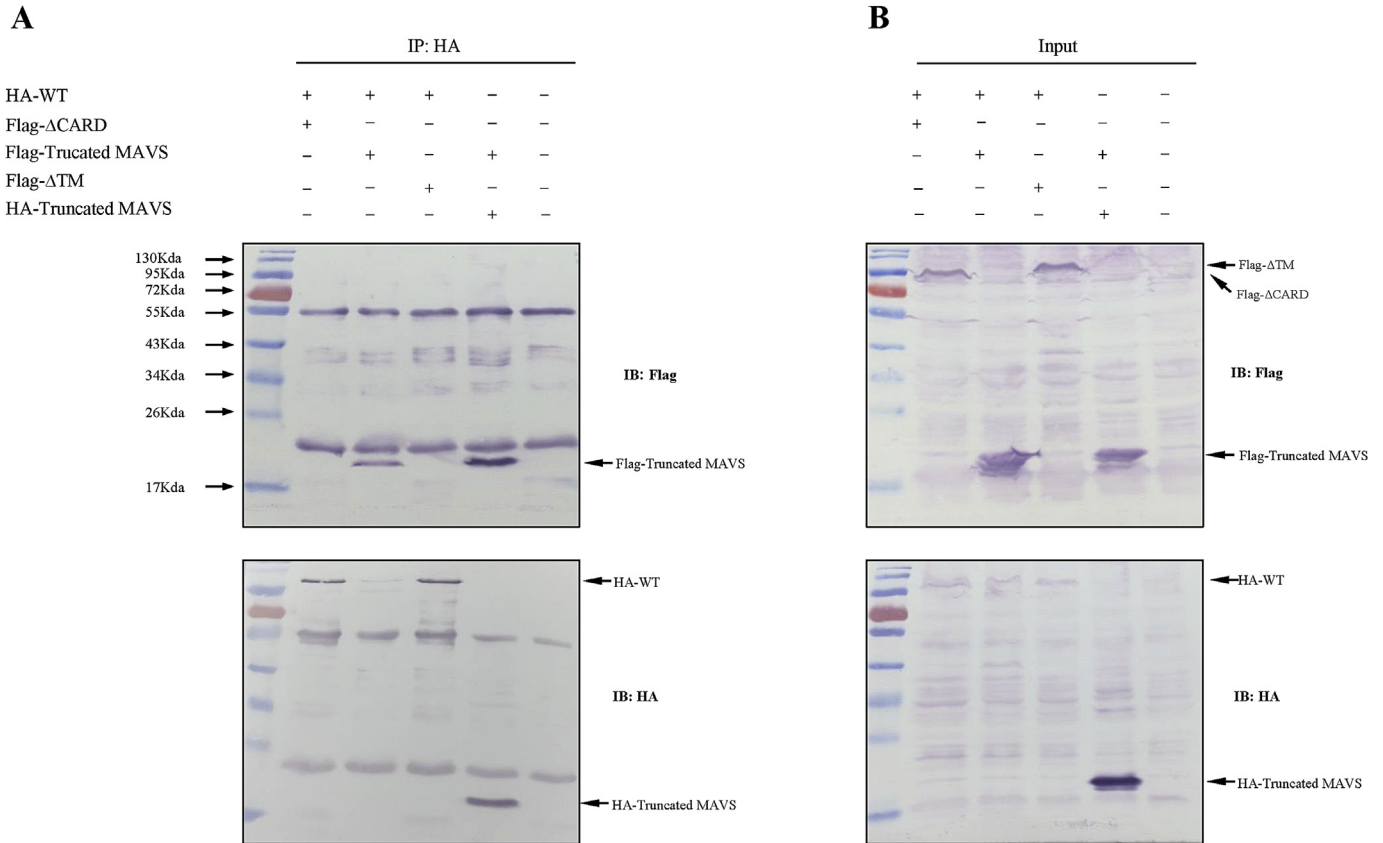 A
B
IP: HA
Input
HA-WT + + + – – + + + – –
Flag-ΔCARD + – – – – + – – – –
Flag-Trucated MAVS – + – + – – + – + –
Flag-ΔTM – – + – – – – + – –
HA-Truncated MAVS – – – + – – – – + –
130Kda
95Kda
72Kda
55Kda
43Kda
34Kda
26Kda
17Kda
IB: Flag
Flag-Truncated MAVS
Flag-ΔTM
Flag-ΔCARD
IB: Flag
Flag-Truncated MAVS
HA-WT
IB: HA
HA-Truncated MAVS
HA-WT
IB: HA
HA-Truncated MAVS